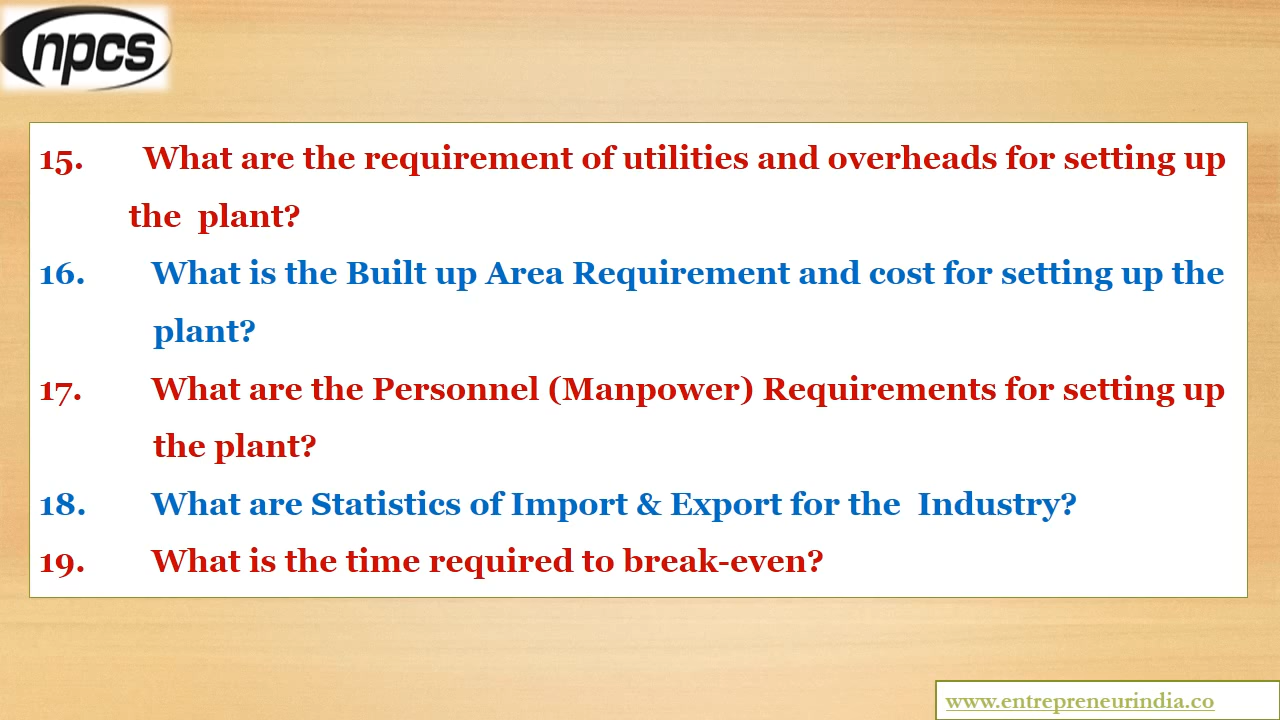 npcs
15. What are the requirement of utilities and overheads for setting up
the plant?
16. What is the Built up Area Requirement and cost for setting up the
plant?
17. What are the Personnel (Manpower) Requirements for setting up
the plant?
18. What are Statistics of Import & Export for the Industry?
19. What is the time required to break-even?
www.entrepreneurindia.co